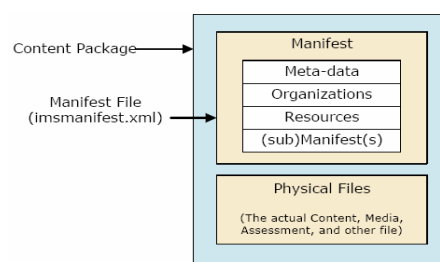 Content Package
Manifest File
(imsmanifest.xml)
Manifest
Meta-data
Organizations
Resources
(sub)Manifest(s)
Physical Files
(The actual Content, Media,
Assessment, and other file)